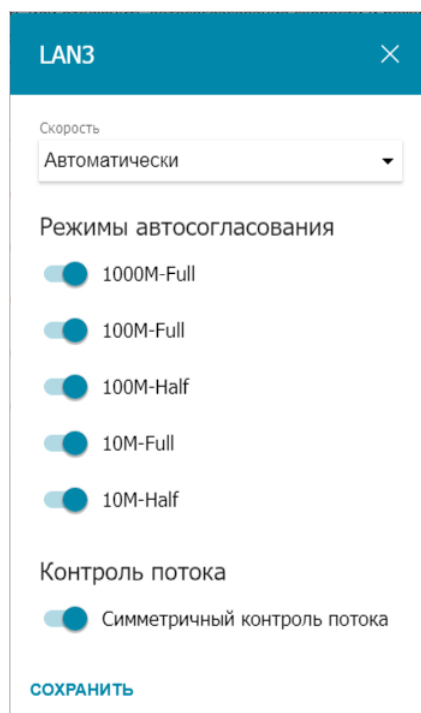 LAN3
Скорость
Автоматически
Режимы автосогласования
1000M-Full
100M-Full
100M-Half
10M-Full
10M-Half
Контроль потока
Симметричный контроль потока
СОХРАНИТЬ